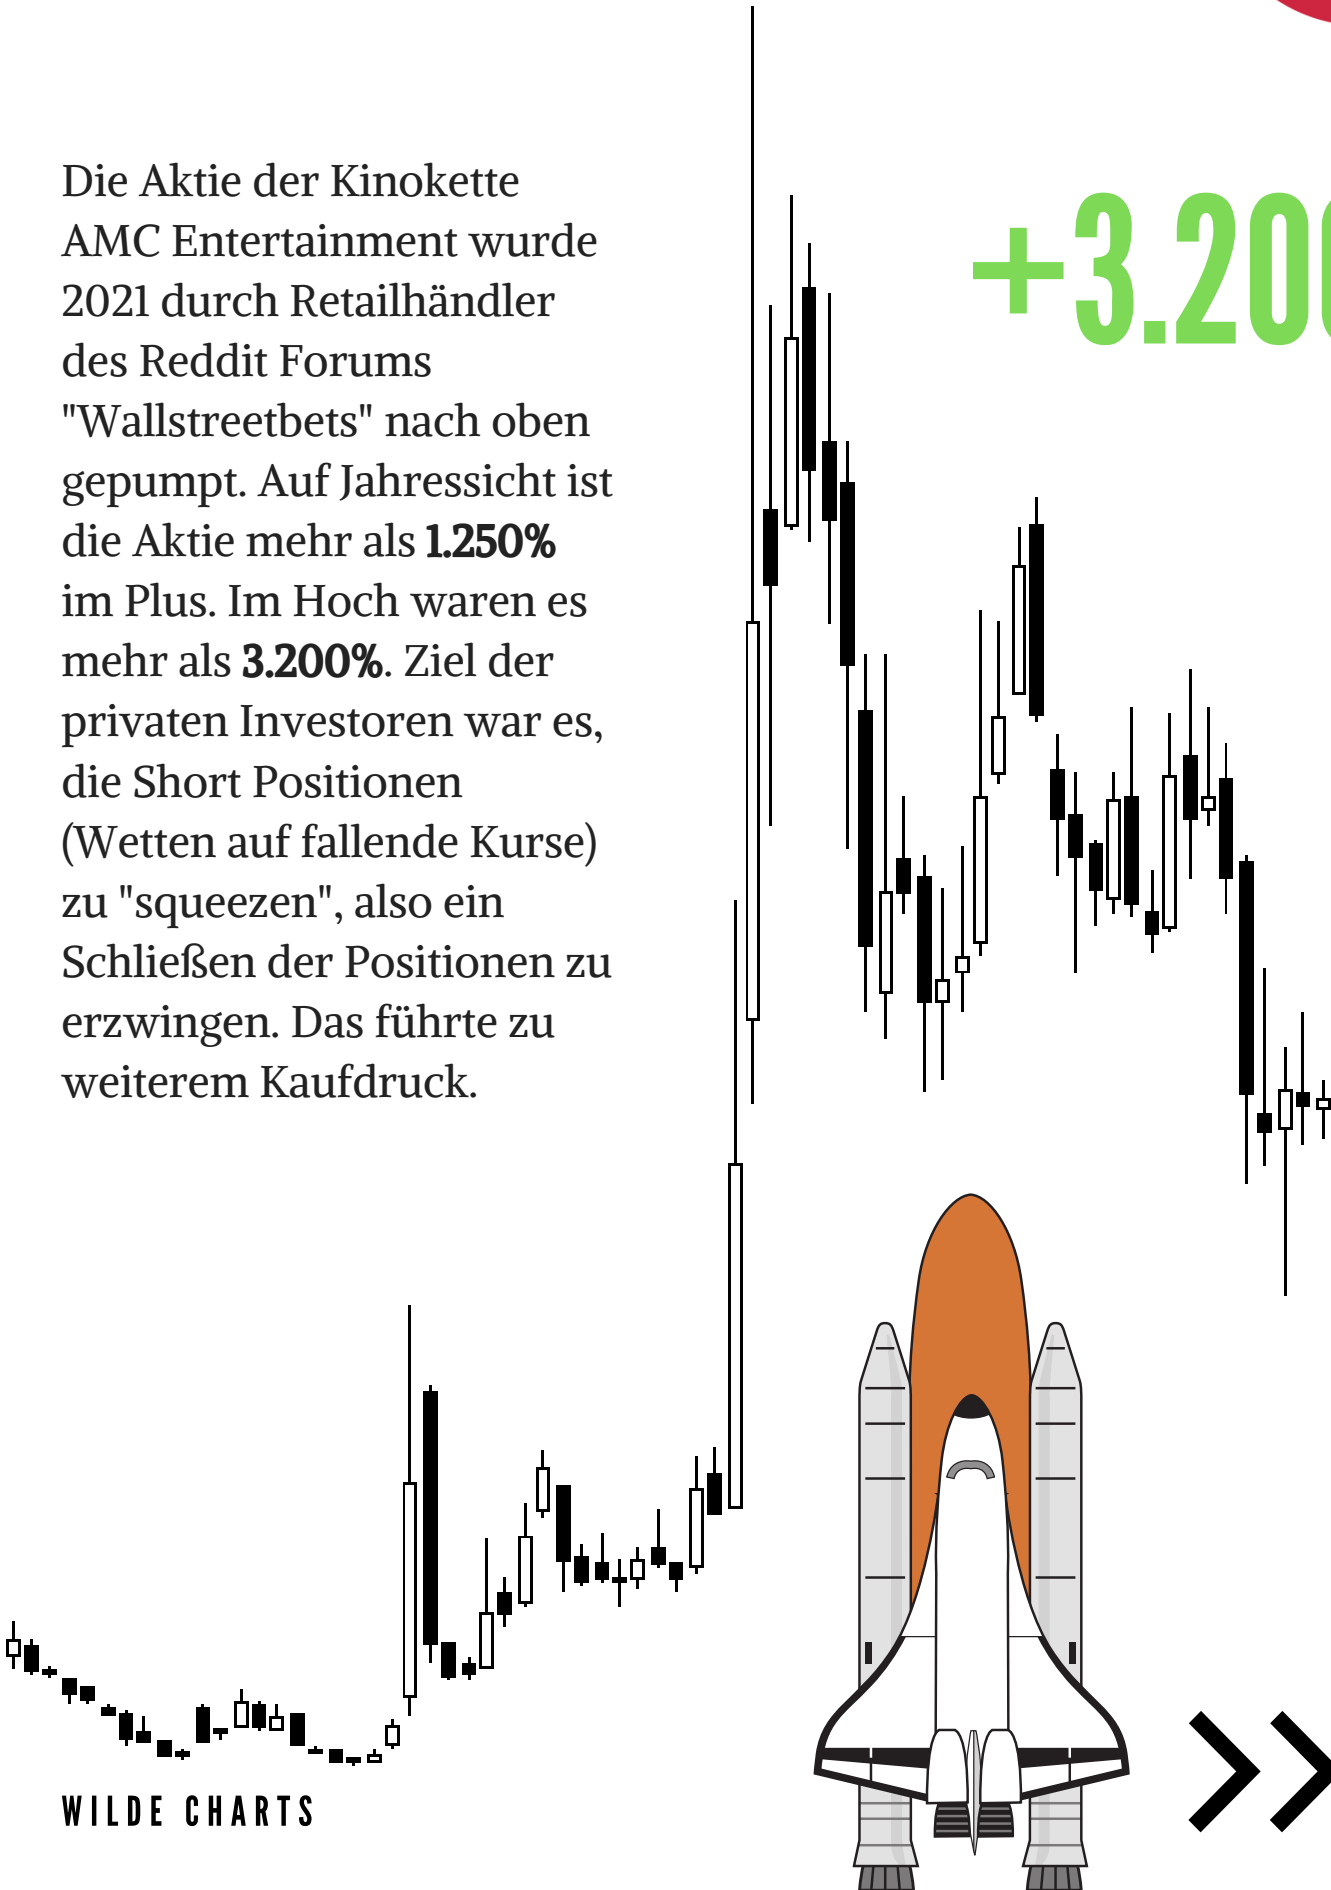 Die Aktie der Kinokette
AMC Entertainment wurde
2021 durch Retailhändler
des Reddit Forums
"Wallstreetbets" nach oben
gepumpt. Auf Jahressicht ist
die Aktie mehr als 1.250%
im Plus. Im Hoch waren es
mehr als 3.200%. Ziel der
privaten Investoren war es,
die Short Positionen
(Wetten auf fallende Kurse)
zu "squeezen", also ein
Schließen der Positionen zu
erzwingen. Das führte zu
weiterem Kaufdruck.
+3.200
WILDE CHARTS